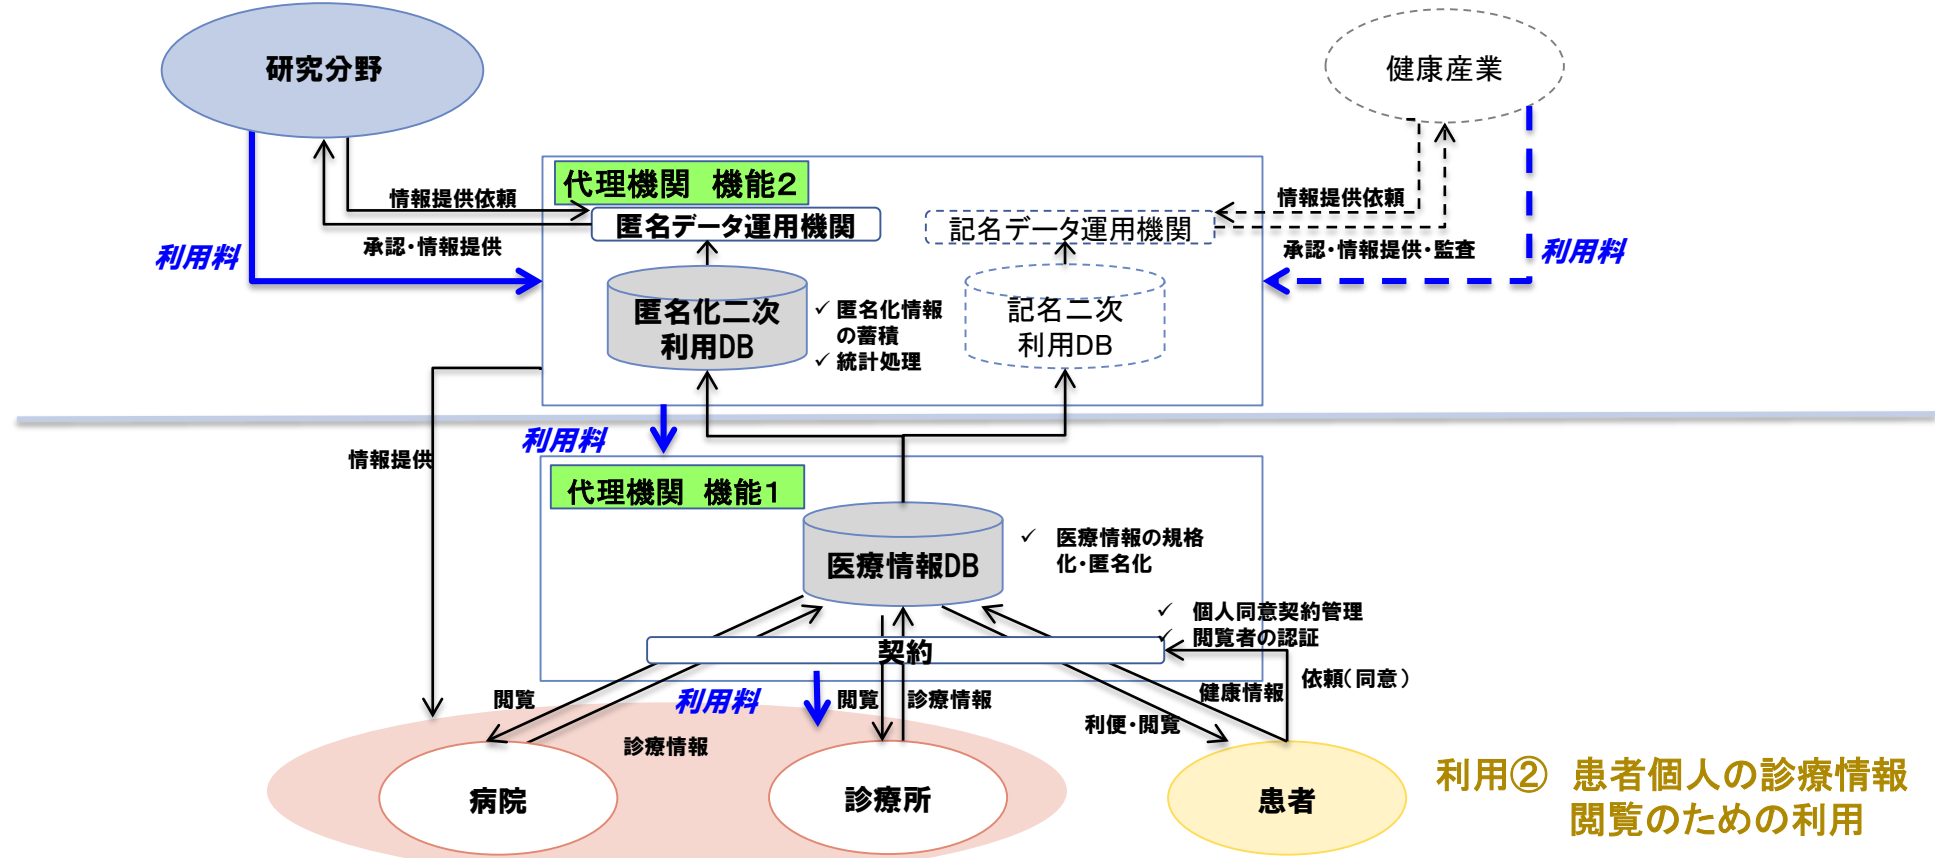 研究分野
健康産業
代理機関　機能2
情報提供依頼
匿名データ運用機関
記名データ運用機関
情報提供依頼
利用料
承認・情報提供
承認・情報提供・監査
利用料
匿名化二次
利用DB
✓ 匿名化情報
の蓄積
✓ 統計処理
記名二次
利用DB
利用料
情報提供
代理機関　機能1
医療情報DB
✓ 医療情報の規格
化・匿名化
✓ 個人同意契約管理
✓ 閲覧者の認証
契約
依頼(同意)
閲覧
利用料
閲覧
診療情報
健康情報
利便・閲覧
診療情報
病院
診療所
患者
利用②　患者個人の診療情報
閲覧のための利用